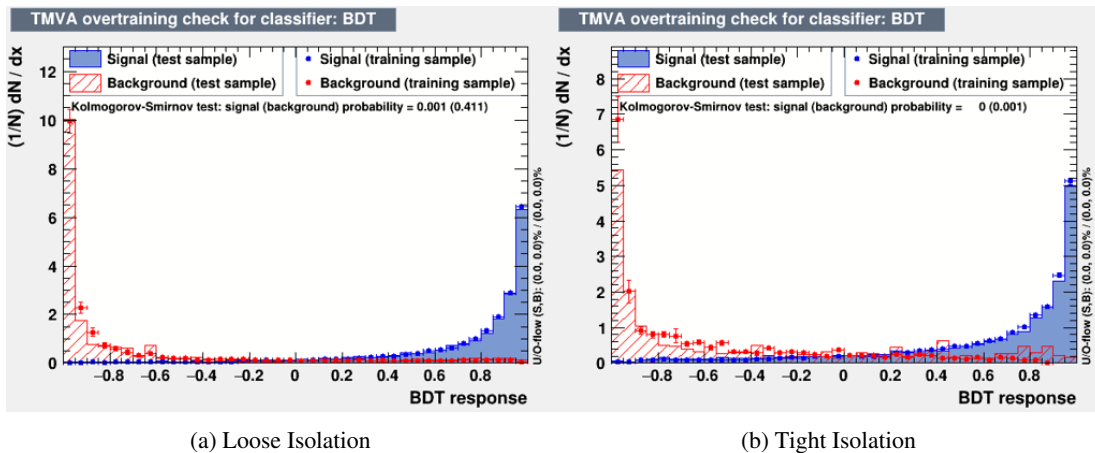 TMVA overtraining check for classifier: BDT
(1/N) dN / dx
Signal (test sample)
Background (test sample)
Signal (training sample)
Background (training sample)
Kolmogorov-Smirnov test: signal (background) probability = 0.001 (0.411)
12
10
8
6
4
2
0
−0.8 −0.6 −0.4 −0.2 0 0.2 0.4 0.6 0.8
BDT response
U/O-flow (S,B): (0.0, 0.0)% / (0.0, 0.0)%
(a) Loose Isolation
TMVA overtraining check for classifier: BDT
(1/N) dN / dx
Signal (test sample)
Background (test sample)
Signal (training sample)
Background (training sample)
Kolmogorov-Smirnov test: signal (background) probability = 0 (0.001)
8
7
6
5
4
3
2
1
0
−0.8 −0.6 −0.4 −0.2 0 0.2 0.4 0.6 0.8
BDT response
U/O-flow (S,B): (0.0, 0.0)% / (0.0, 0.0)%
(b) Tight Isolation